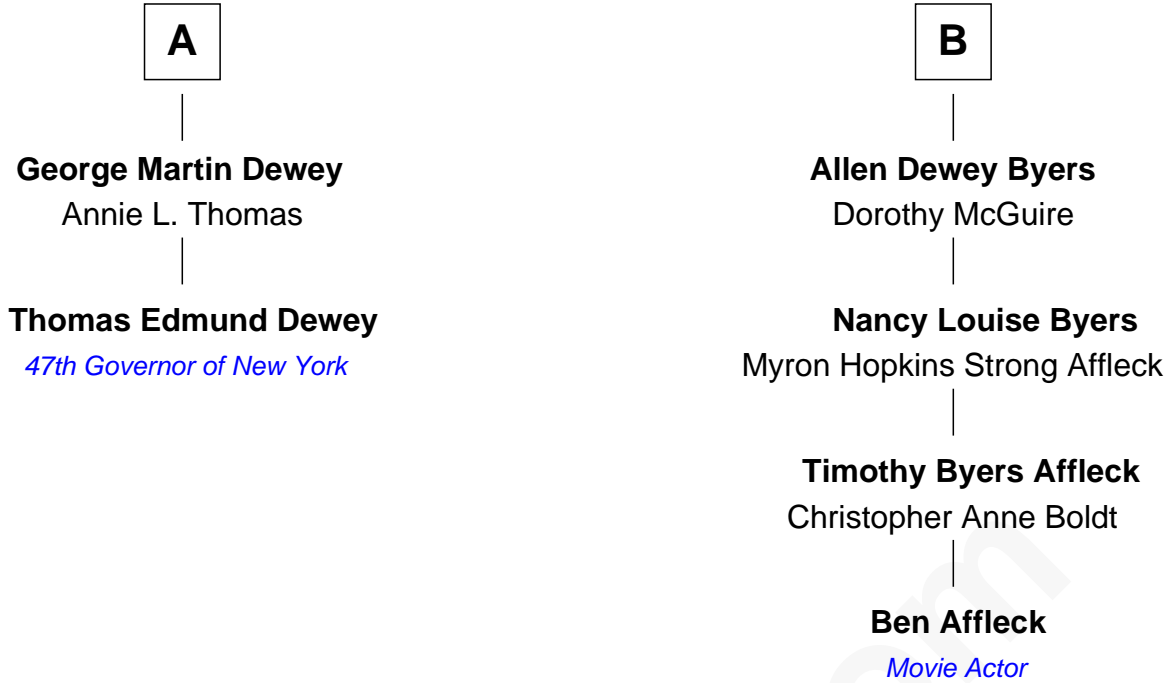 A
George Martin Dewey
Annie L. Thomas
Thomas Edmund Dewey
47th Governor of New York
B
Allen Dewey Byers
Dorothy McGuire
Nancy Louise Byers
Myron Hopkins Strong Affleck
Timothy Byers Affleck
Christopher Anne Boldt
Ben Affleck
Movie Actor